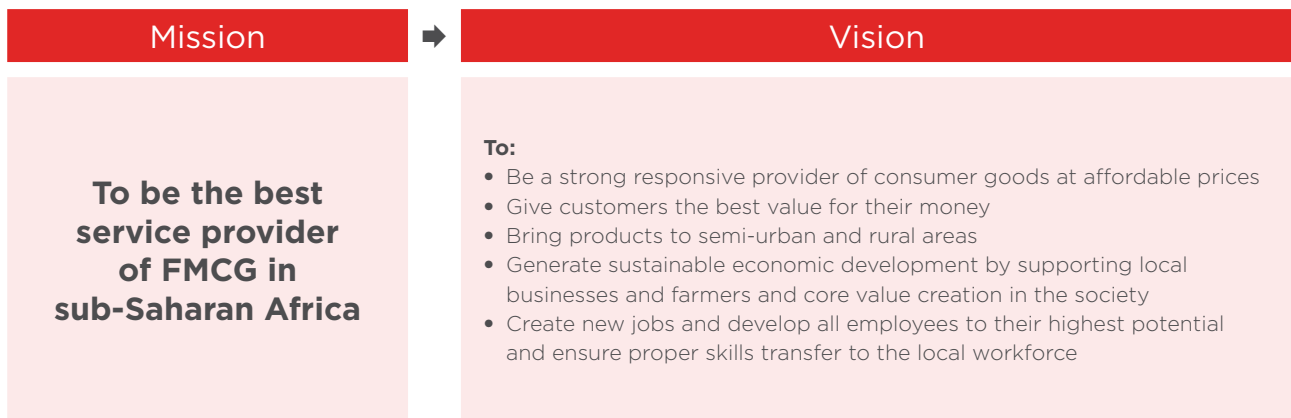 Mission
Vision
To be the best
service provider
of FMCG in
sub-Saharan Africa
To:
• Be a strong responsive provider of consumer goods at affordable prices
• Give customers the best value for their money
• Bring products to semi-urban and rural areas
• Generate sustainable economic development by supporting local
businesses and farmers and core value creation in the society
• Create new jobs and develop all employees to their highest potential
and ensure proper skills transfer to the local workforce